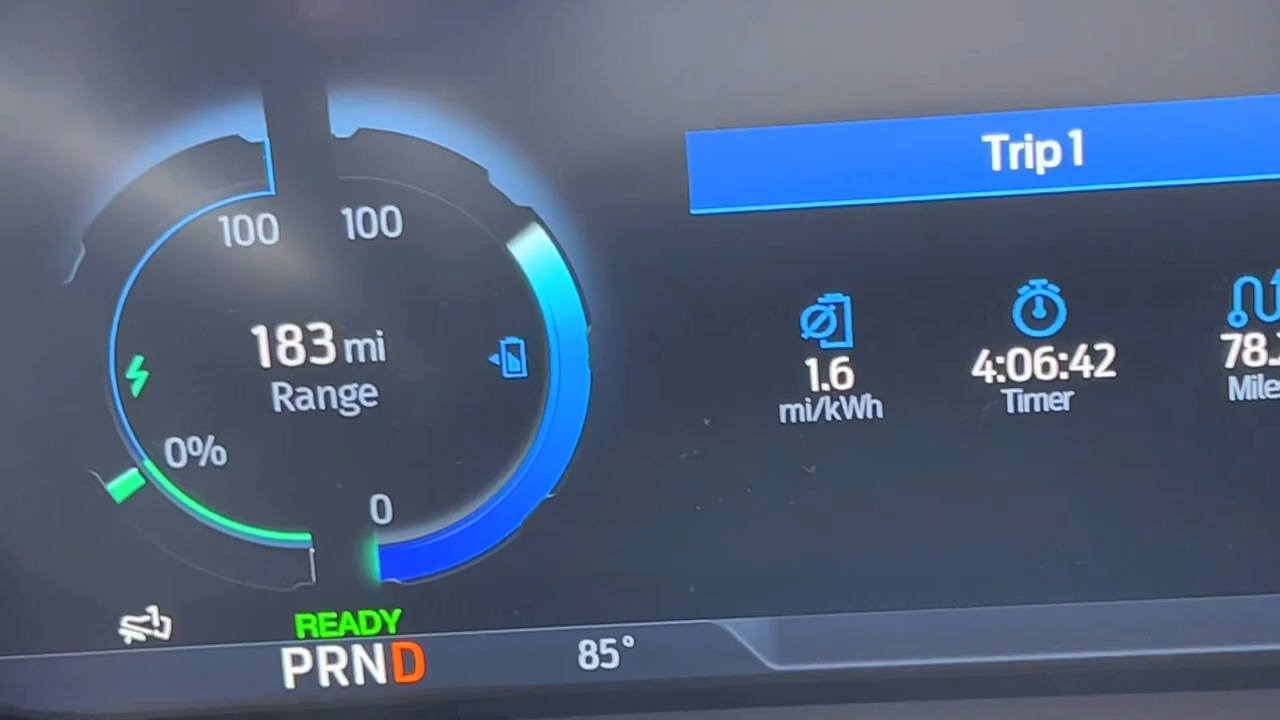 Trip 1
100 100
183 mi
Range
0%
0
1.6
mi/kWh
4:06:42
Timer
78.
READY
PRND
85°